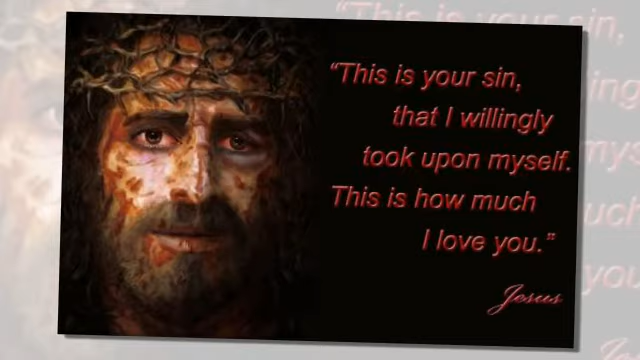 “This is your sin,
that I willingly
took upon myself.
This is how much
I love you.”
Jesus